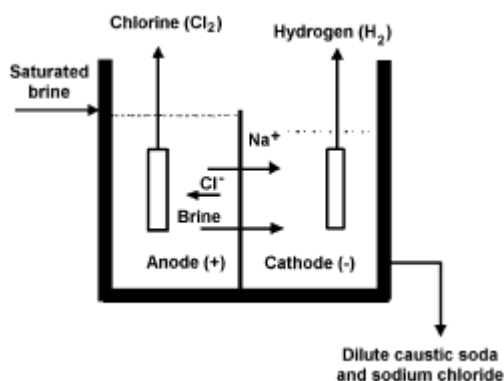 Chlorine (Cl₂)
Hydrogen (H₂)
Saturated
brine
Na⁺
Cl⁻
Brine
Anode (+)
Cathode (-)
Dilute caustic soda
and sodium chloride